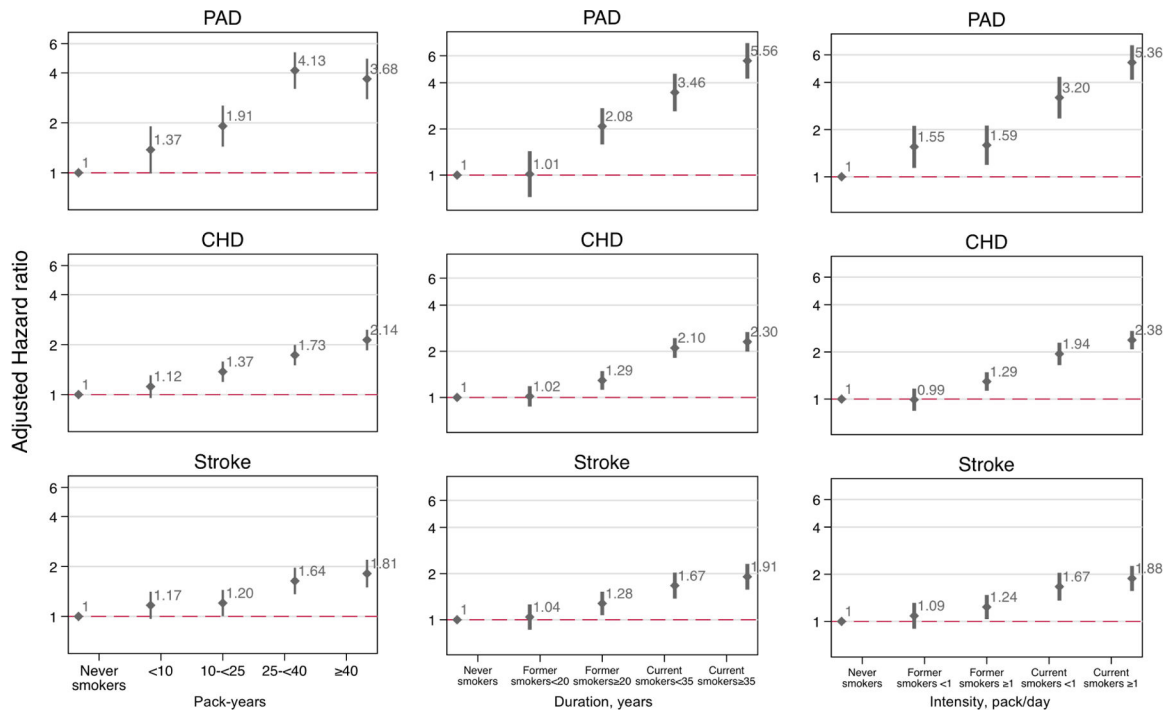 PAD
PAD
PAD
6
4
2
1
1
1.37
1.91
4.13
3.68
6
4
2
1
1
1.01
2.08
3.46
5.56
6
4
2
1
1
1.55
1.59
3.20
5.36
Adjusted Hazard ratio
CHD
CHD
CHD
6
4
2
1
1
1.12
1.37
1.73
2.14
6
4
2
1
1
1.02
1.29
2.10
2.30
6
4
2
1
1
0.99
1.29
1.94
2.38
Stroke
Stroke
Stroke
6
4
2
1
1
1.17
1.20
1.64
1.81
6
4
2
1
1
1.04
1.28
1.67
1.91
6
4
2
1
1
1.09
1.24
1.67
1.88
Never
smokers
<10
10-<25
25-<40
≥40
Pack-years
Never
smokers
Former
smokers<20
Former
smokers≥20
Current
smokers<35
Current
smokers≥35
Duration, years
Never
smokers
Former
smokers <1
Former
smokers ≥1
Current
smokers <1
Current
smokers ≥1
Intensity, pack/day